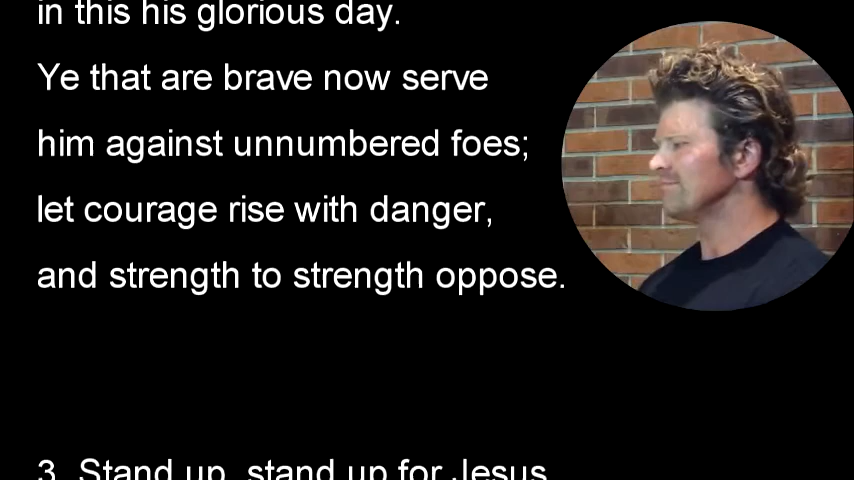 in this his glorious day.
Ye that are brave now serve
him against unnumbered foes;
let courage rise with danger,
and strength to strength oppose.
3. Stand up, stand up for Jesus